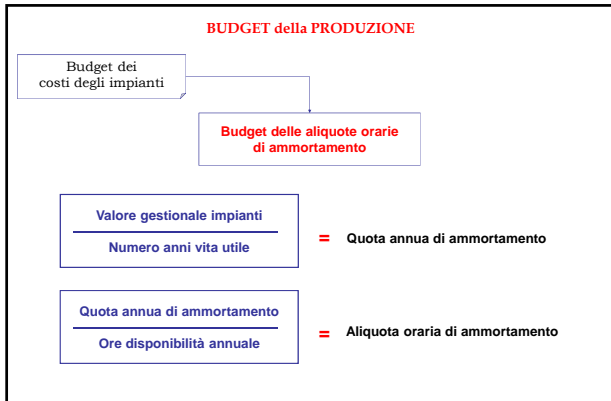 BUDGET della PRODUZIONE
Budget dei
costi degli impianti
Budget delle aliquote orarie
di ammortamento
Valore gestionale impianti
Numero anni vita utile
= Quota annua di ammortamento
Quota annua di ammortamento
Ore disponibilità annuale
= Aliquota oraria di ammortamento